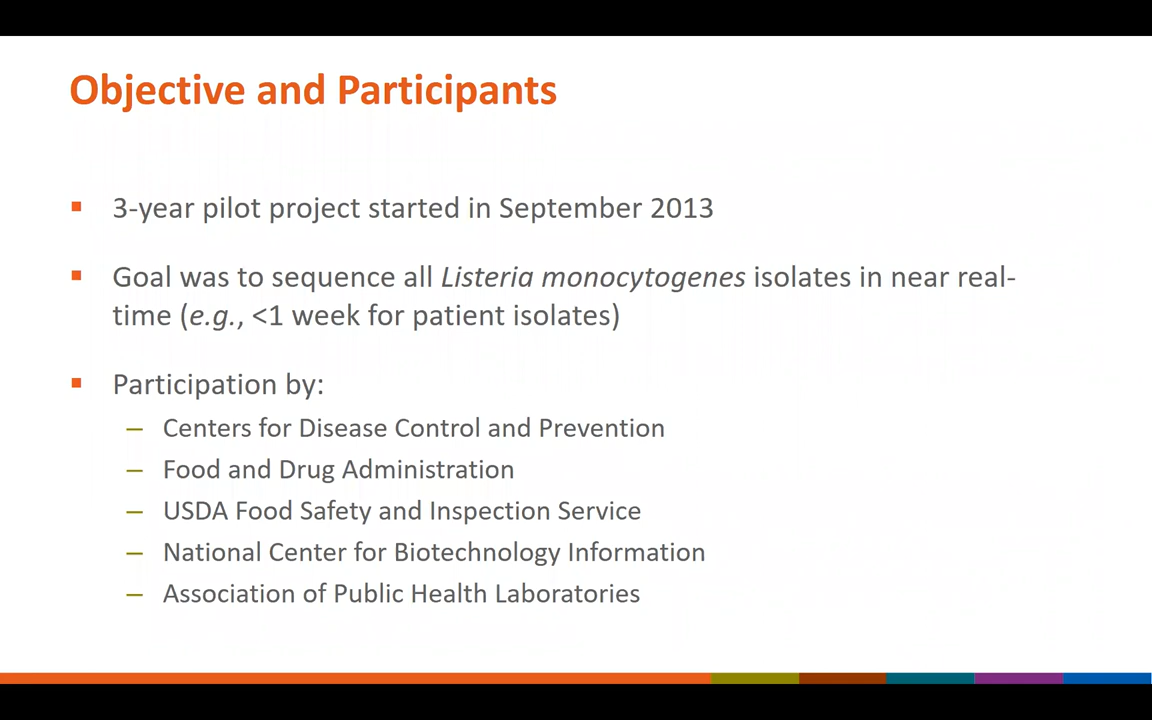 Objective and Participants
3-year pilot project started in September 2013
Goal was to sequence all Listeria monocytogenes isolates in near real-
time (e.g., <1 week for patient isolates)
Participation by:
– Centers for Disease Control and Prevention
– Food and Drug Administration
– USDA Food Safety and Inspection Service
– National Center for Biotechnology Information
– Association of Public Health Laboratories